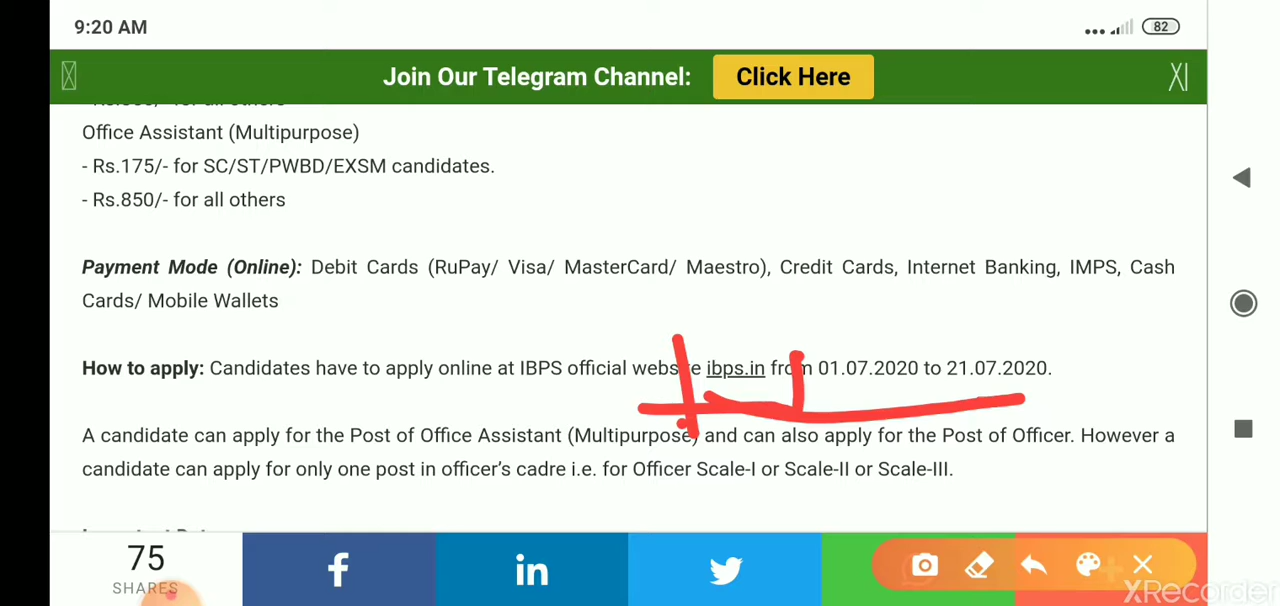 9:20 AM
82
Join Our Telegram Channel: Click Here
for all others
Office Assistant (Multipurpose)
- Rs.175/- for SC/ST/PWBD/EXSM candidates.
- Rs.850/- for all others
Payment Mode (Online): Debit Cards (RuPay/ Visa/ MasterCard/ Maestro), Credit Cards, Internet Banking, IMPS, Cash
Cards/ Mobile Wallets
How to apply: Candidates have to apply online at IBPS official website ibps.in from 01.07.2020 to 21.07.2020.
A candidate can apply for the Post of Office Assistant (Multipurpose) and can also apply for the Post of Officer. However a
candidate can apply for only one post in officer's cadre i.e. for Officer Scale-I or Scale-II or Scale-III.
75
SHARES
XRecorder